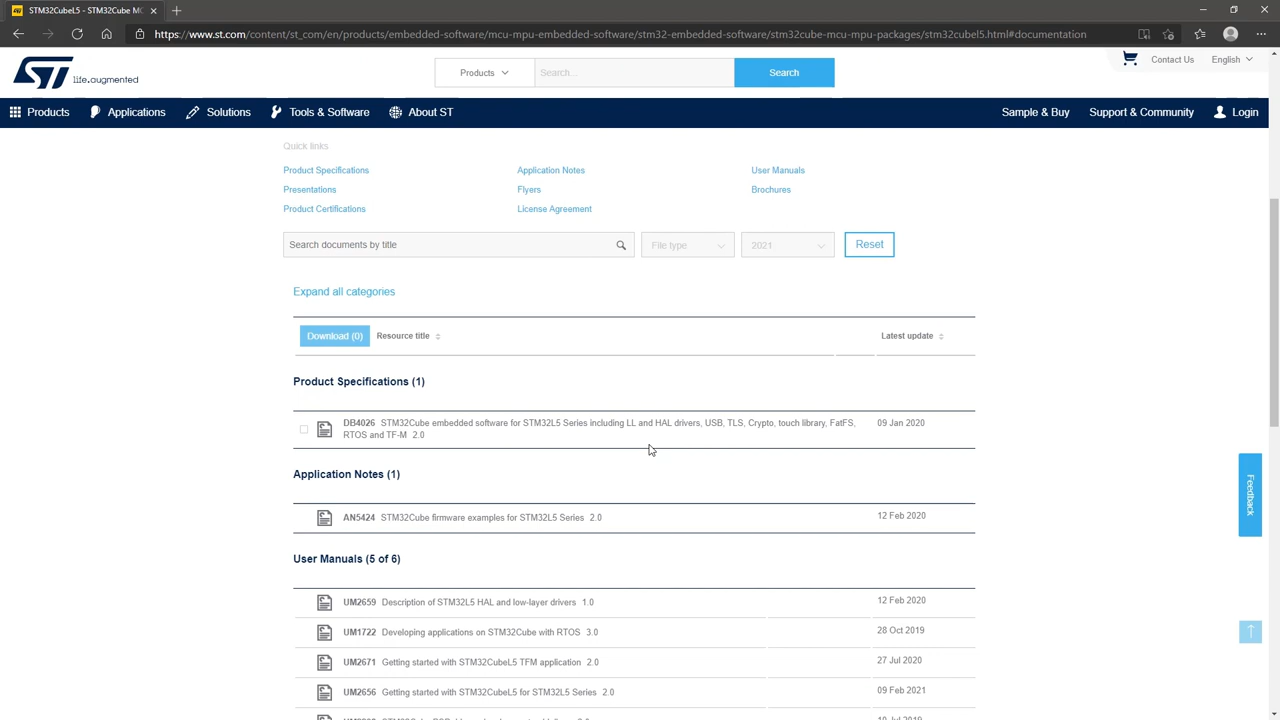 STM32CubeL5 - STM32Cube MC
https://www.st.com/en/products/embedded-software/mcu-mpu-embedded-software/stm32-embedded-software/stm32cube-mcu-mpu-packages/stm32cubel5.html#documentation
ST life.augmented
Products
Search...
Search
Contact Us
English
Products
Applications
Solutions
Tools & Software
About ST
Sample & Buy
Support & Community
Login
Quick links
Product Specifications
Application Notes
User Manuals
Presentations
Flyers
Brochures
Product Certifications
License Agreement
Search documents by title
File type
2021
Reset
Expand all categories
Download (0)
Resource title
Latest update
Product Specifications (1)
DB4026 STM32Cube embedded software for STM32L5 Series including LL and HAL drivers, USB, TLS, Crypto, touch library, FatFS,
09 Jan 2020
RTOS and TF-M 2.0
Application Notes (1)
AN5424 STM32Cube firmware examples for STM32L5 Series 2.0
12 Feb 2020
User Manuals (5 of 6)
UM2659 Description of STM32L5 HAL and low-layer drivers 1.0
12 Feb 2020
UM1722 Developing applications on STM32Cube with RTOS 3.0
28 Oct 2019
UM2671 Getting started with STM32CubeL5 TFM application 2.0
27 Jul 2020
UM2656 Getting started with STM32CubeL5 for STM32L5 Series 2.0
09 Feb 2021
Feedback